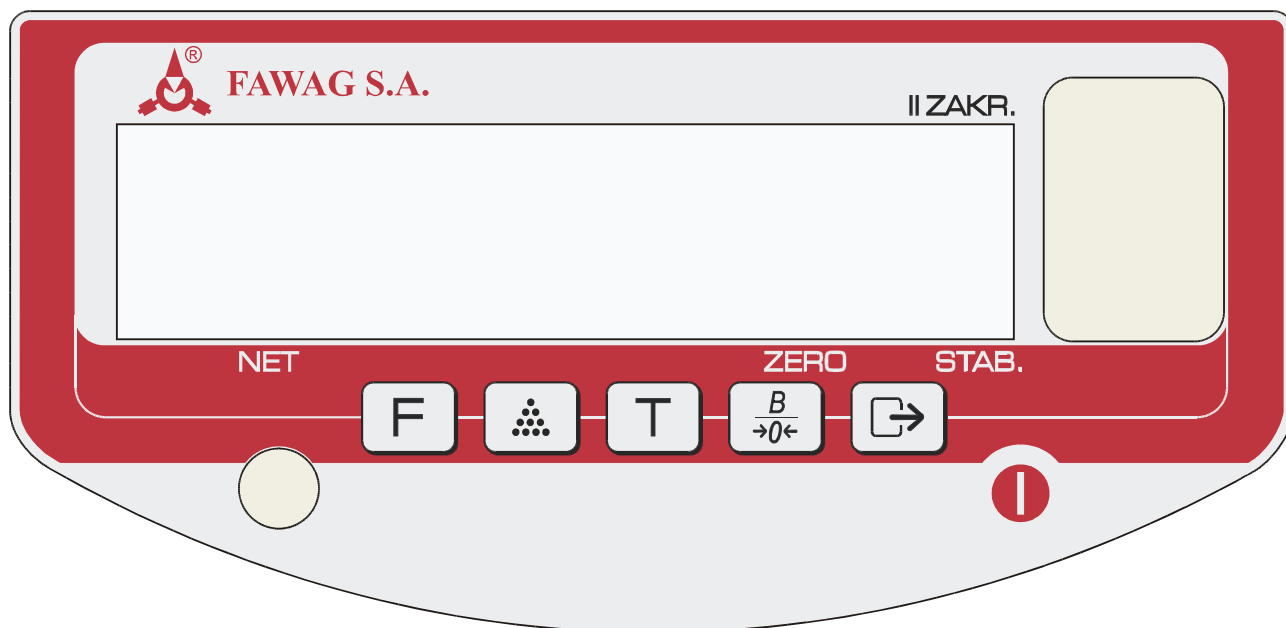 ® FAWAG S.A.
II ZAKR.
NET ZERO STAB.
F T B →0←